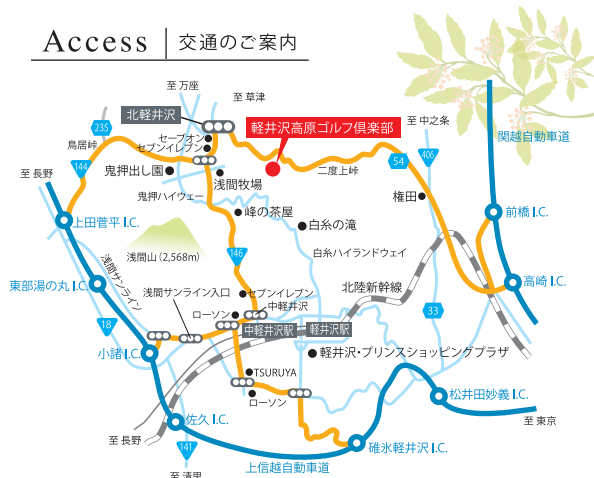 Access 交通のご案内
至 万座
至 草津
北軽井沢
軽井沢高原ゴルフ倶楽部
至 中之条
関越自動車道
235
セーブオン
セブンイレブン
鳥居峠
406
144
54
二度上峠
至 長野
鬼押出し園
浅間牧場
権田
鬼押ハイウェー
峰の茶屋
前橋 I.C.
上田菅平 I.C.
白糸の滝
浅間山（2,568m）
146
白糸ハイランドウェイ
北陸新幹線
高崎 I.C.
東部湯の丸 I.C.
浅間サンライン
浅間サンライン入口
セブンイレブン
中軽井沢
33
18
ローソン
中軽井沢駅
軽井沢駅
小諸 I.C.
軽井沢・プリンスショッピングプラザ
TSURUYA
ローソン
松井田妙義 I.C.
佐久 I.C.
至 東京
至 長野
141
碓氷軽井沢 I.C.
上信越自動車道
至 清里